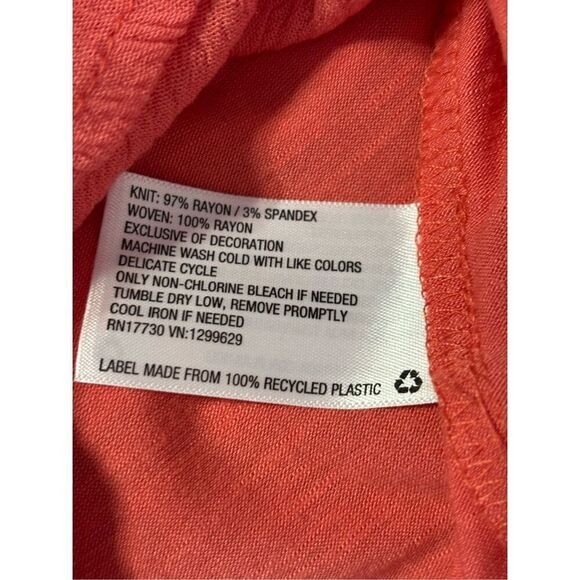 KNIT: 97% RAYON / 3% SPANDEX
WOVEN: 100% RAYON
EXCLUSIVE OF DECORATION
MACHINE WASH COLD WITH LIKE COLORS
DELICATE CYCLE
ONLY NON-CHLORINE BLEACH IF NEEDED
TUMBLE DRY LOW, REMOVE PROMPTLY
COOL IRON IF NEEDED
RN17730 VN:1299629
LABEL MADE FROM 100% RECYCLED PLASTIC